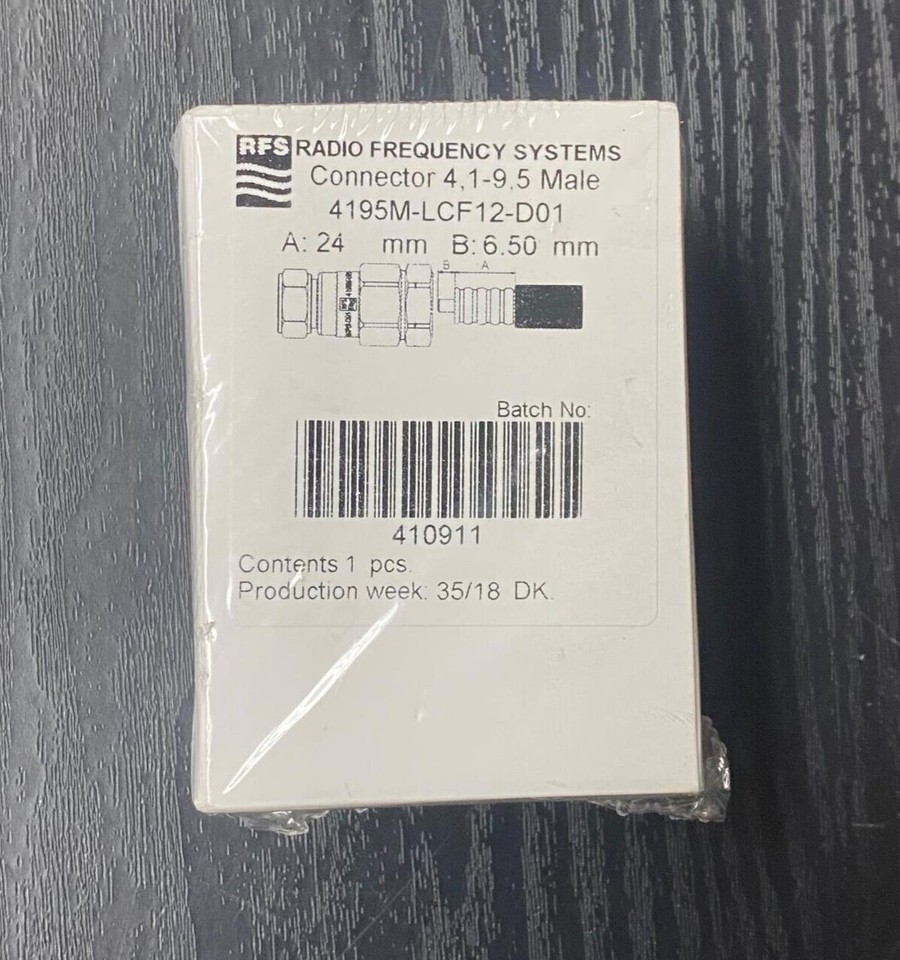 RFS RADIO FREQUENCY SYSTEMS
Connector 4,1-9,5 Male
4195M-LCF12-D01
A: 24 mm B: 6.50 mm
B A
RFS
Batch No:
410911
Contents 1 pcs.
Production week: 35/18 DK.